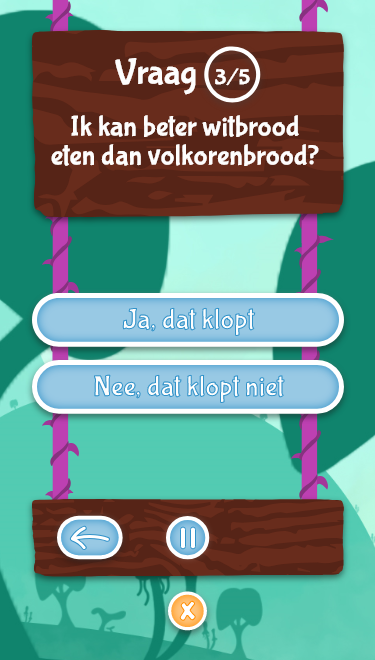 Vraag 3/5
Ik kan beter witbrood
eten dan volkorenbrood?
Ja, dat klopt
Nee, dat klopt niet